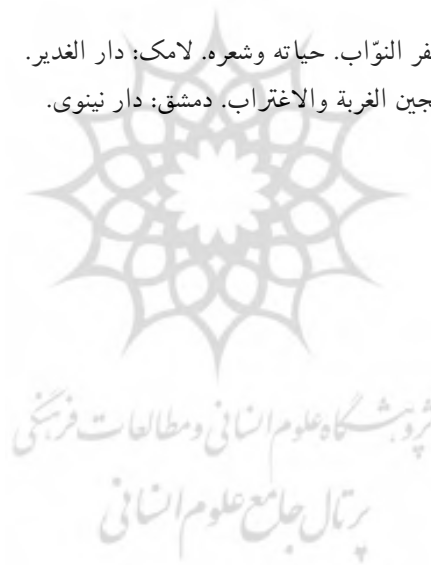 فر النوّاب. حياته وشعره. لامک: دار الغدير.
جين الغربة والاغتراب. دمشق: دار نينوى.
پژوهشگاه علوم انسانی و مطالعات فرهنگی
پرتال جامع علوم انسانی